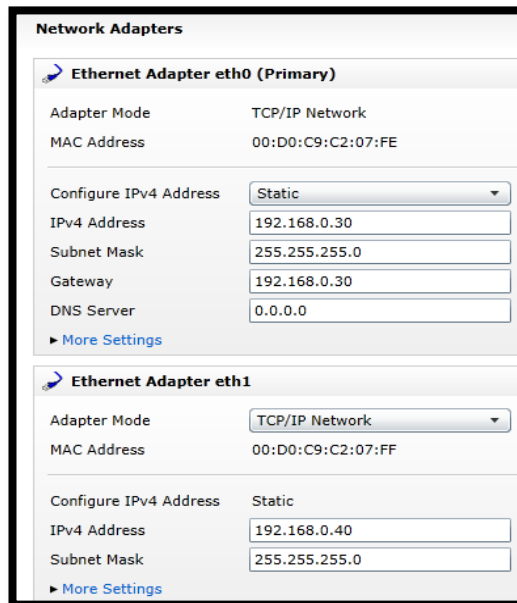 Network Adapters
Ethernet Adapter eth0 (Primary)
Adapter Mode TCP/IP Network
MAC Address 00:D0:C9:C2:07:FE
Configure IPv4 Address Static
IPv4 Address 192.168.0.30
Subnet Mask 255.255.255.0
Gateway 192.168.0.30
DNS Server 0.0.0.0
More Settings
Ethernet Adapter eth1
Adapter Mode TCP/IP Network
MAC Address 00:D0:C9:C2:07:FF
Configure IPv4 Address Static
IPv4 Address 192.168.0.40
Subnet Mask 255.255.255.0
More Settings